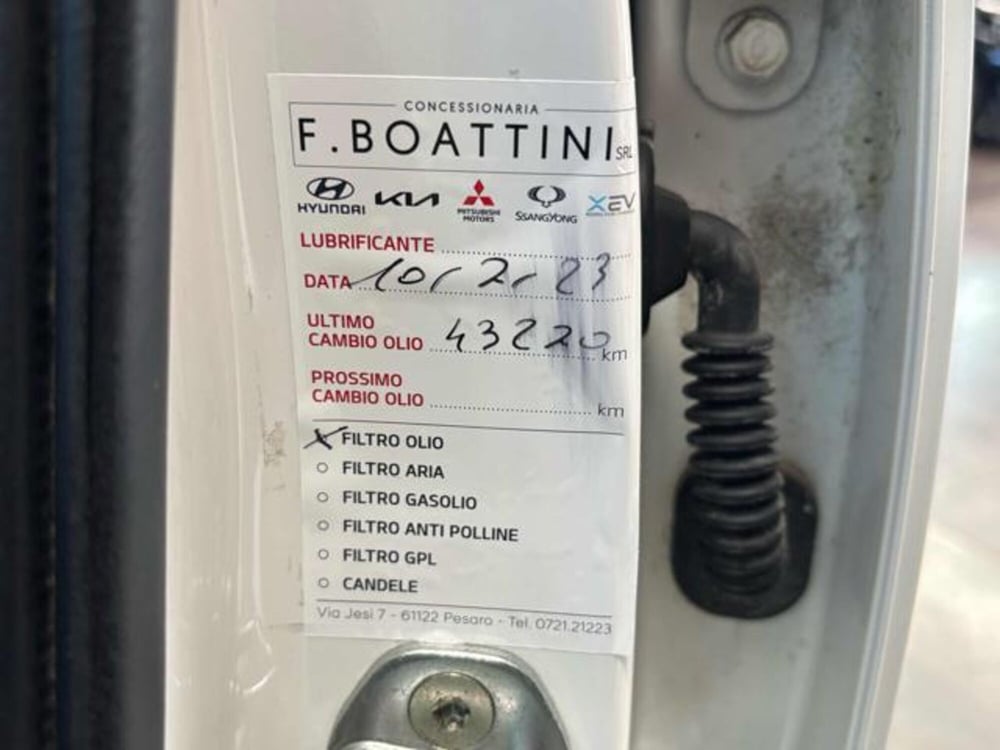 CONCESSIONARIA
F. BOATTINI SRL
HYUNDAI KIA MITSUBISHI MOTORS SSANGYONG XEV
LUBRIFICANTE
DATA 10/2/23
ULTIMO
CAMBIO OLIO 43220 km
PROSSIMO
CAMBIO OLIO km
FILTRO OLIO
FILTRO ARIA
FILTRO GASOLIO
FILTRO ANTI POLLINE
FILTRO GPL
CANDELE
Via Jesi 7 - 61122 Pesaro - Tel. 0721.21223